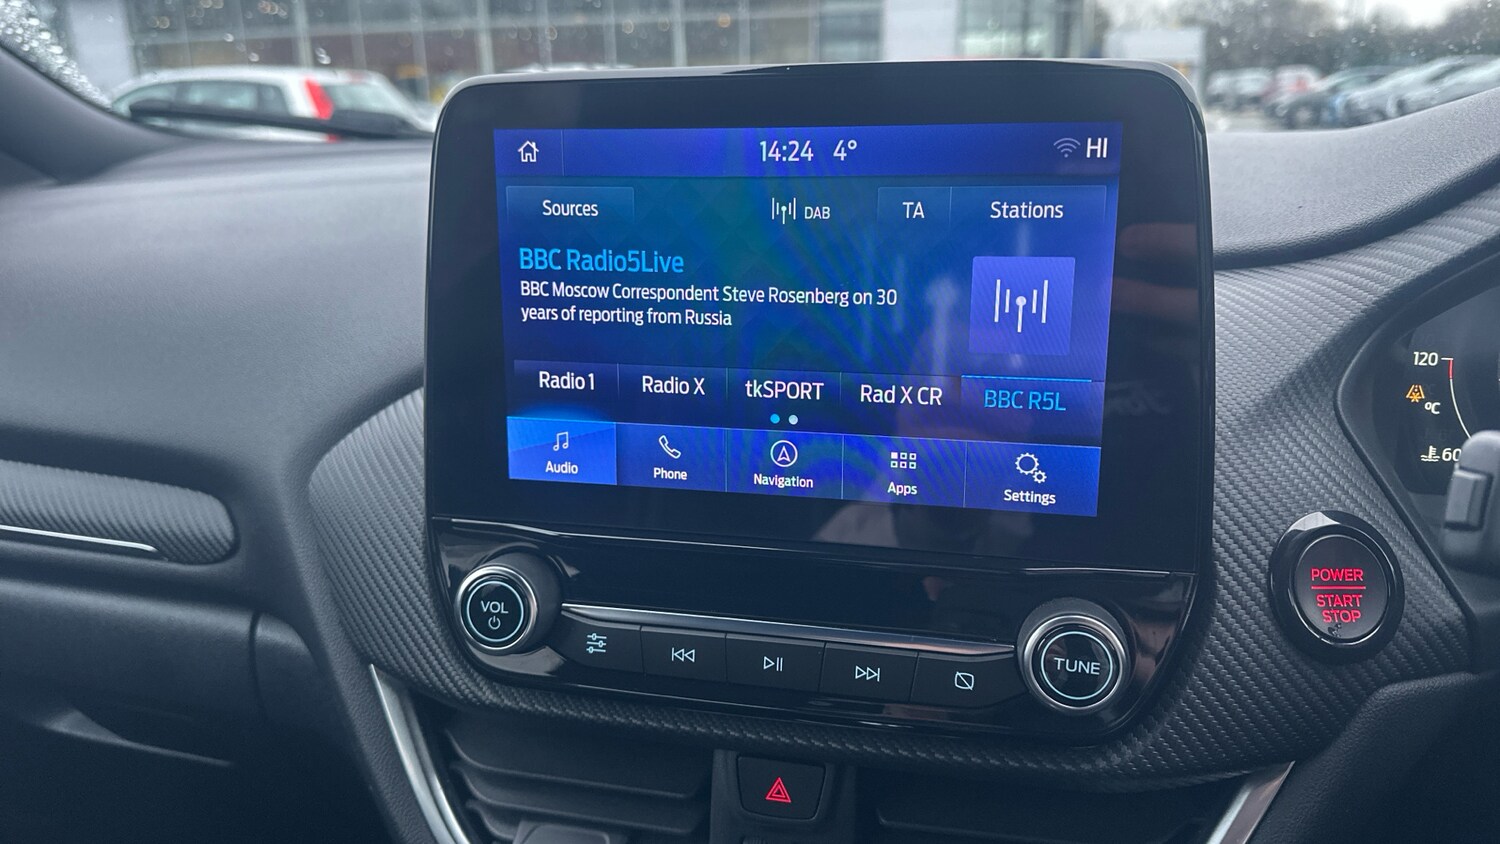 14:24 4° HI
Sources DAB TA Stations
BBC Radio5Live
BBC Moscow Correspondent Steve Rosenberg on 30
years of reporting from Russia
Radio 1 Radio X tkSPORT Rad X CR BBC R5L
Audio Phone Navigation Apps Settings
VOL
TUNE
POWER
START
STOP
120
°C
60